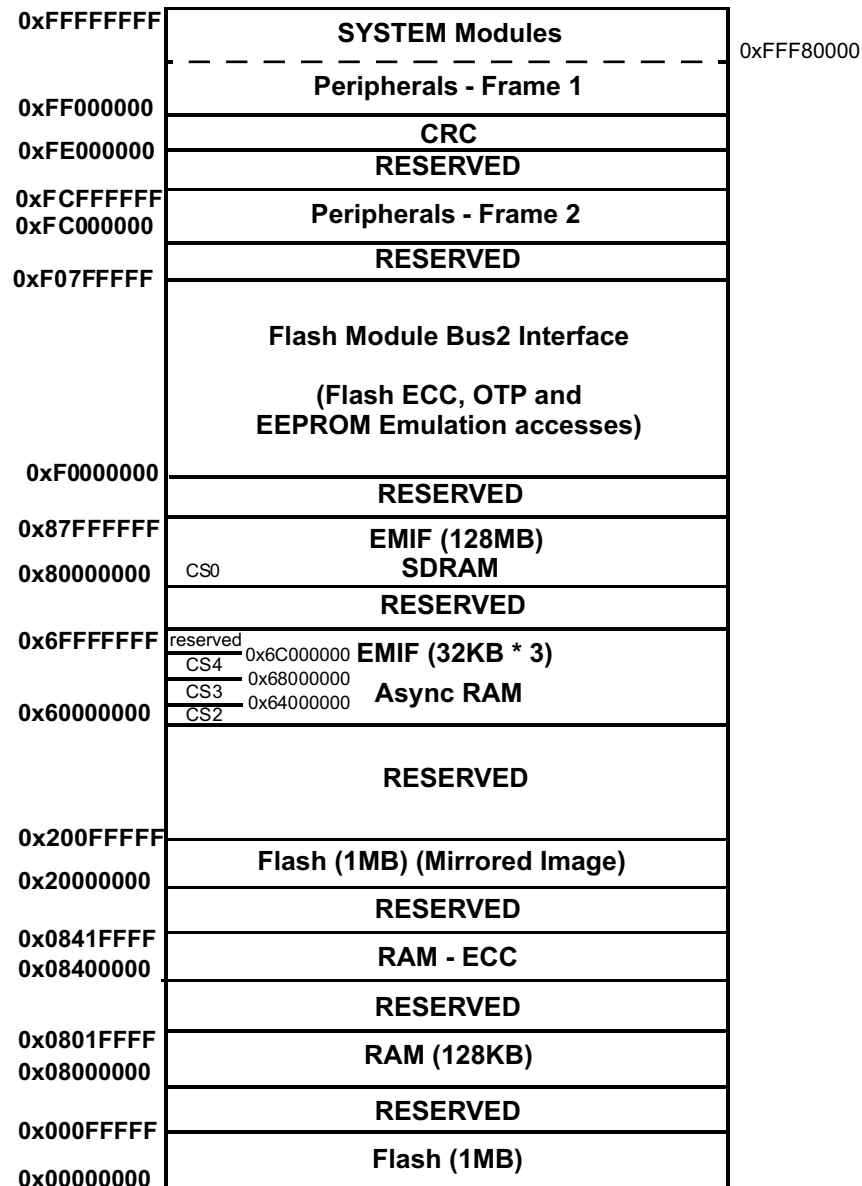 0xFFFFFFFF
SYSTEM Modules
0xFFF80000
Peripherals - Frame 1
0xFF000000
CRC
0xFE000000
RESERVED
0xFCFFFFFF
Peripherals - Frame 2
0xFC000000
RESERVED
0xF07FFFFF
Flash Module Bus2 Interface
(Flash ECC, OTP and
EEPROM Emulation accesses)
0xF0000000
RESERVED
0x87FFFFFF
EMIF (128MB)
0x80000000 CS0 SDRAM
RESERVED
0x6FFFFFFF reserved
0x6C000000 EMIF (32KB * 3)
CS4
0x68000000
CS3 Async RAM
0x64000000
0x60000000 CS2
RESERVED
0x200FFFFF
Flash (1MB) (Mirrored Image)
0x20000000
RESERVED
0x0841FFFF
RAM - ECC
0x08400000
RESERVED
0x0801FFFF
RAM (128KB)
0x08000000
RESERVED
0x000FFFFF
Flash (1MB)
0x00000000